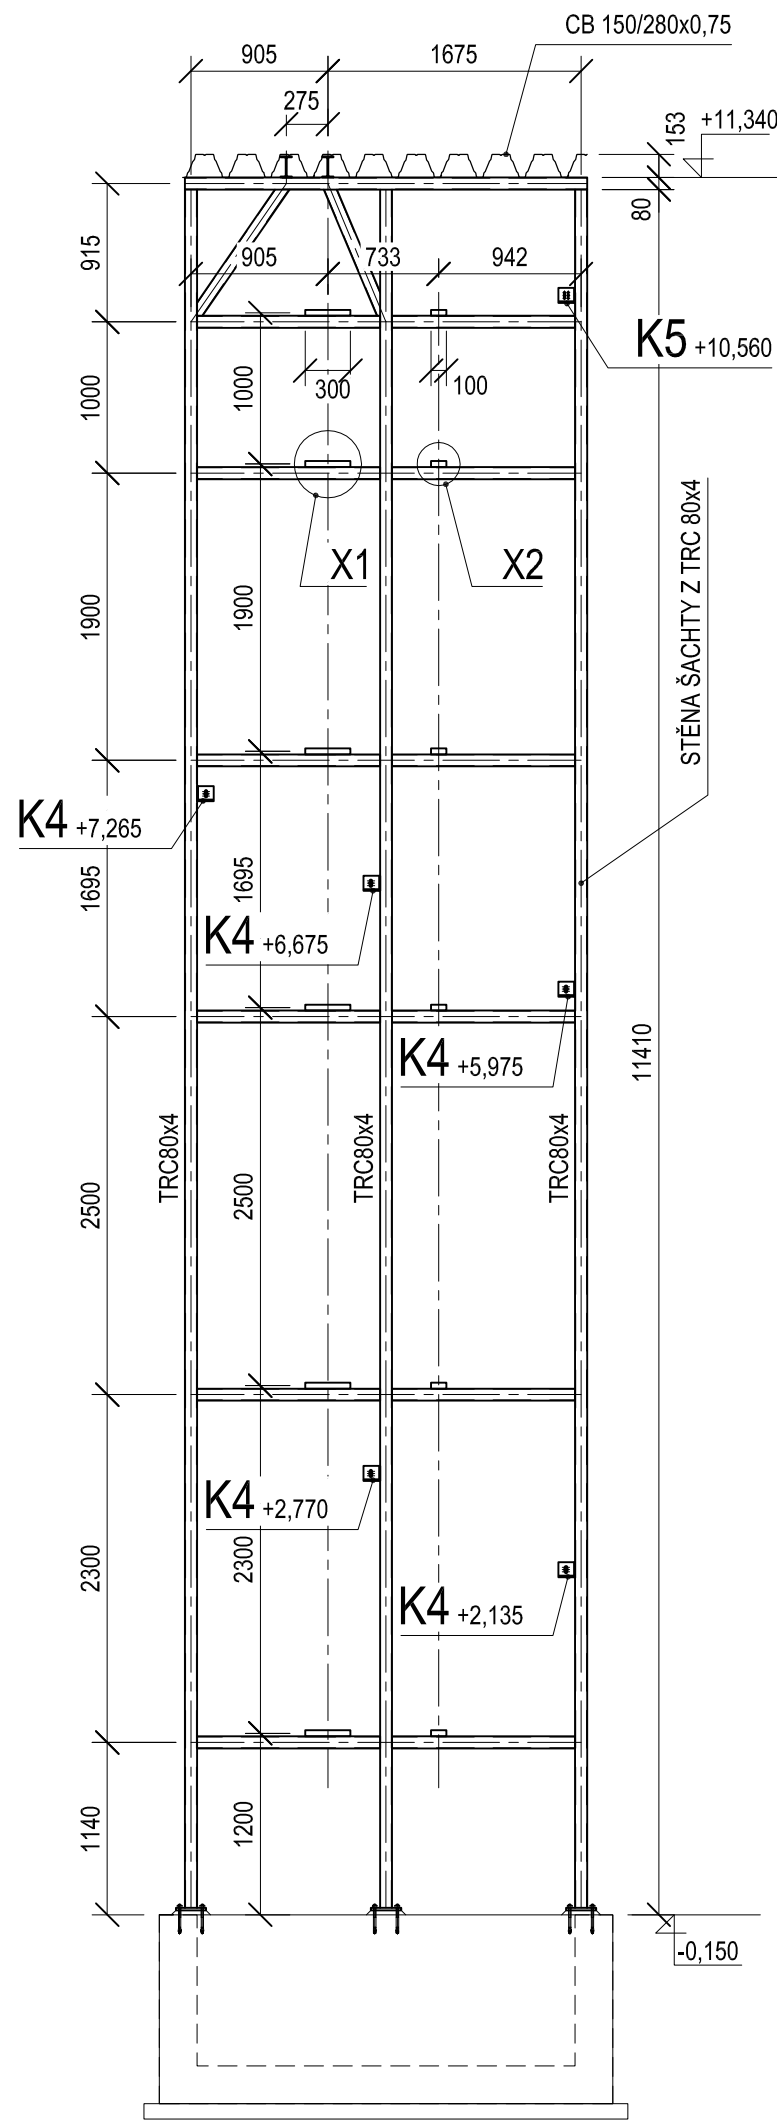 CB 150/280x0,75
905
1675
275
153
+11,340
80
915
905
733
942
K5 +10,560
1000
1000
300
100
X1
X2
1900
1900
STĚNA ŠACHTY Z TRC 80x4
K4 +7,265
1695
1695
K4 +6,675
K4 +5,975
11410
TRC80x4
TRC80x4
TRC80x4
2500
2500
K4 +2,770
2300
2300
K4 +2,135
1140
1200
-0,150